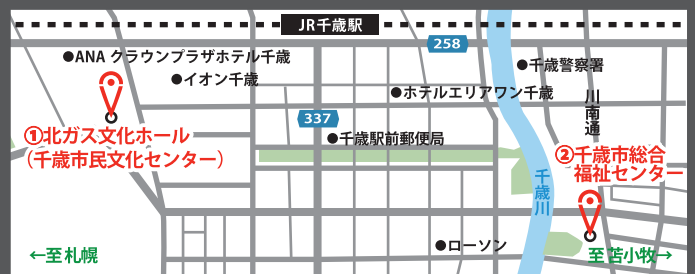 JR千歳駅
258
●ANA クラウンプラザホテル千歳
●イオン千歳
●千歳警察署
●ホテルエリアワン千歳
川南通
337
①北ガス文化ホール
（千歳市民文化センター）
●千歳駅前郵便局
②千歳市総合
福祉センター
千歳川
●ローソン
←至 札幌
至 苫小牧→